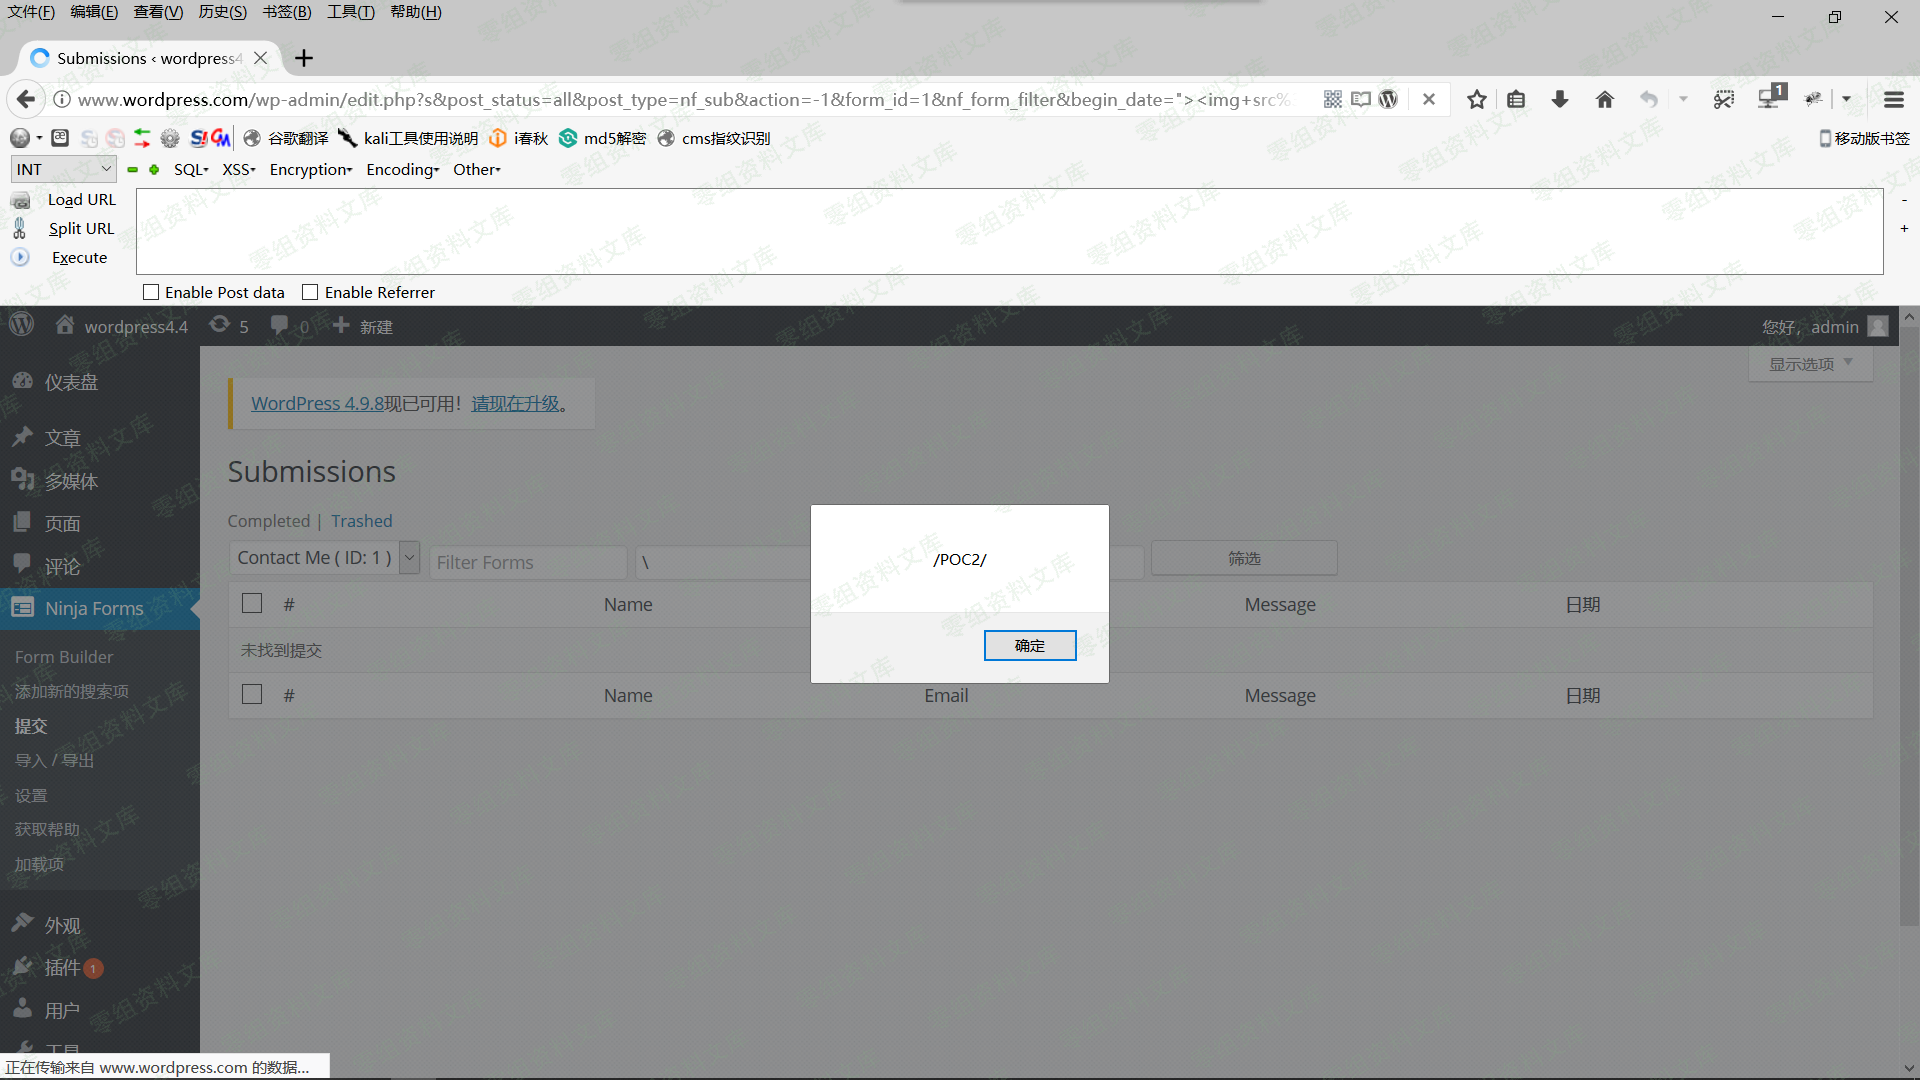 文件(F) 编辑(E) 查看(V) 历史(S) 书签(B) 工具(T) 帮助(H)
Submissions ‹ wordpress4
www.wordpress.com/wp-admin/edit.php?s&post_status=all&post_type=nf_sub&action=-1&form_id=1&nf_form_filter&begin_date="><img+src%
1
谷歌翻译 kali工具使用说明 i春秋 md5解密 cms指纹识别 移动版书签
INT SQL XSS Encryption Encoding Other
Load URL
Split URL
Execute
-
+
Enable Post data Enable Referrer
wordpress4.4 5 0 新建 您好，admin
显示选项
仪表盘
文章
多媒体
页面
评论
Ninja Forms
Form Builder
添加新的搜索项
提交
导入 / 导出
设置
获取帮助
加载项
外观
插件 1
用户
工具
WordPress 4.9.8现已可用！请现在升级。
Submissions
Completed | Trashed
Contact Me ( ID: 1 ) Filter Forms \ 筛选
# Name Message 日期
未找到提交
# Name Email Message 日期
/POC2/
确定
正在传输来自 www.wordpress.com 的数据...
零组资料文库